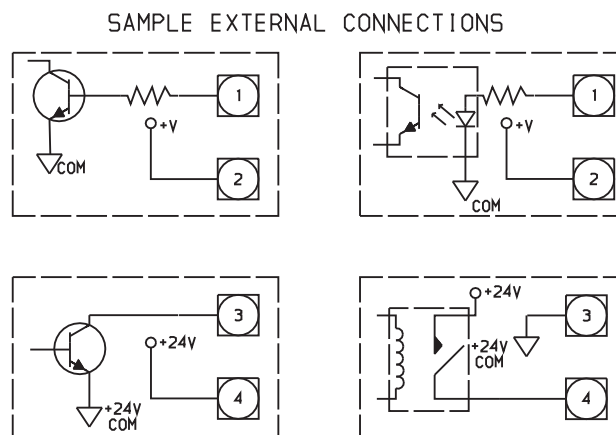 SAMPLE EXTERNAL CONNECTIONS
1
+V
COM
2
1
+V
COM
2
3
+24V
+24V
COM
4
+24V
3
+24V
COM
4